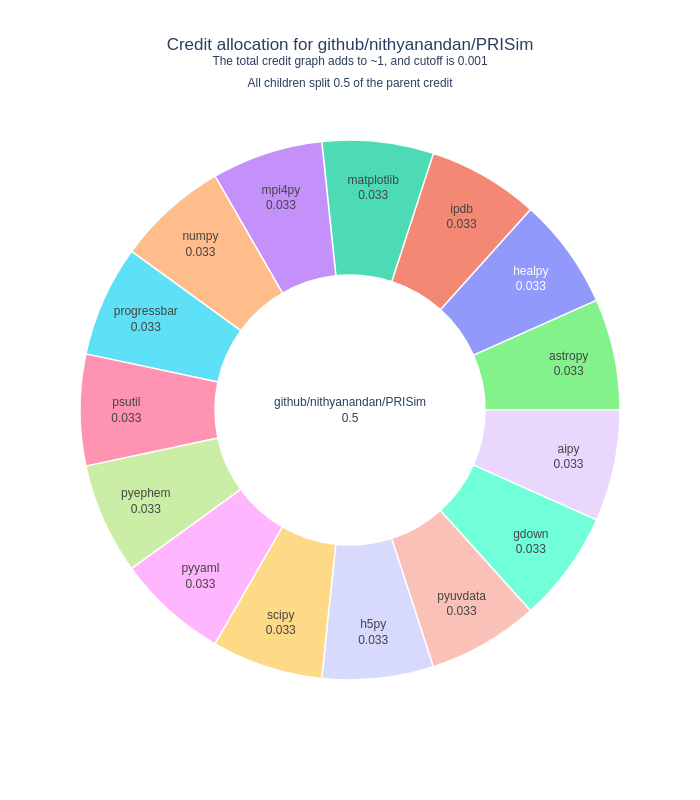 Credit allocation for github/nithyanandan/PRISim
The total credit graph adds to ~1, and cutoff is 0.001
All children split 0.5 of the parent credit
matplotlib
0.033
ipdb
0.033
healpy
0.033
astropy
0.033
aipy
0.033
gdown
0.033
pyuvdata
0.033
h5py
0.033
scipy
0.033
pyyaml
0.033
pyephem
0.033
psutil
0.033
progressbar
0.033
numpy
0.033
mpi4py
0.033
github/nithyanandan/PRISim
0.5